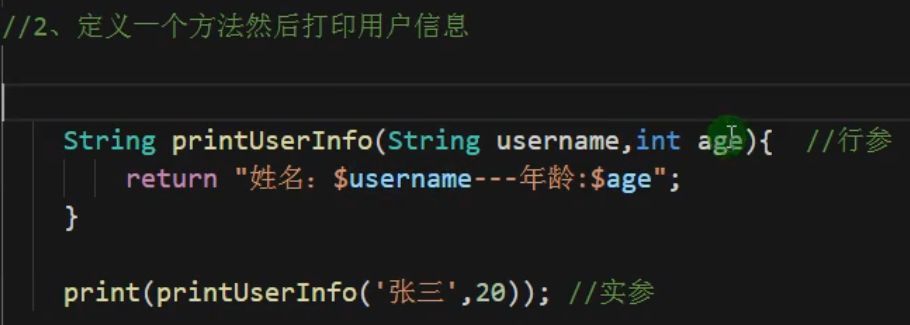 //2、定义一个方法然后打印用户信息
String printUserInfo(String username,int age){  //行参
return "姓名：$username---年龄:$age";
}
print(printUserInfo('张三',20)); //实参